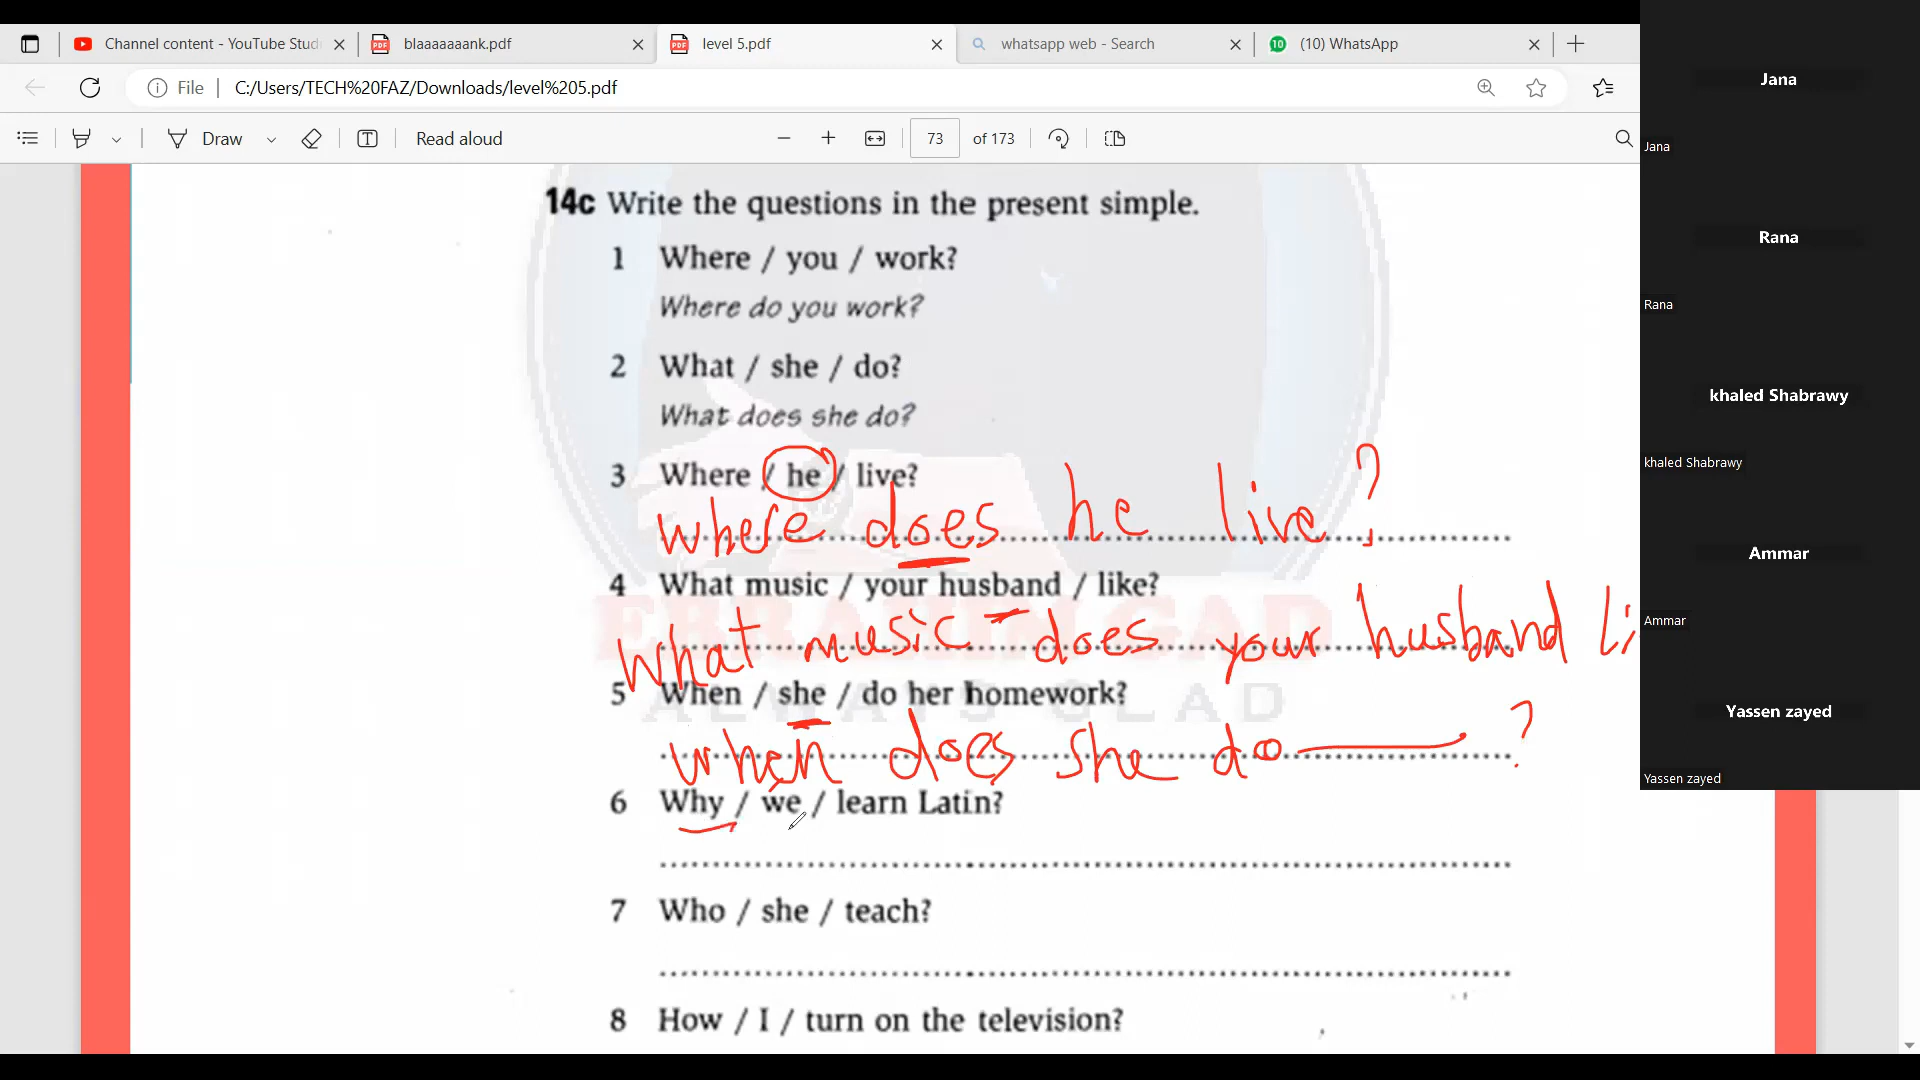 Channel content - YouTube Stud
blaaaaaaank.pdf
level 5.pdf
whatsapp web - Search
10
(10) WhatsApp
File
C:/Users/TECH%20FAZ/Downloads/level%205.pdf
Draw
Read aloud
73
of 173
14c Write the questions in the present simple.
1 Where / you / work?
Where do you work?
2 What / she / do?
What does she do?
3 Where / he / live?
where does he live?
4 What music / your husband / like?
What music does your husband li
5 When / she / do her homework?
when does she do ?
6 Why / we / learn Latin?
7 Who / she / teach?
8 How / I / turn on the television?
ALWAYS GLAD
Jana
Jana
Rana
Rana
khaled Shabrawy
khaled Shabrawy
Ammar
Ammar
Yassen zayed
Yassen zayed